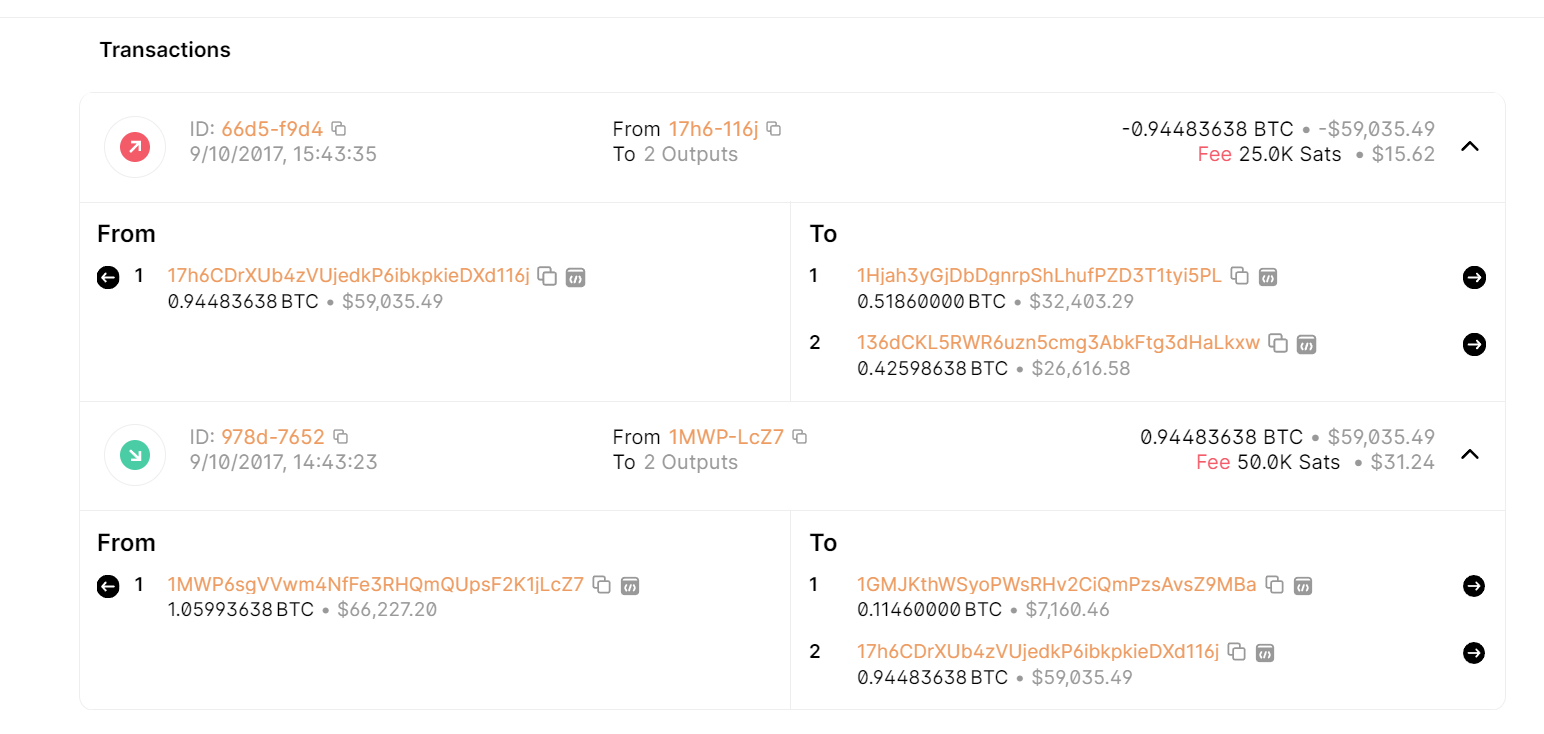 Transactions
ID: 66d5-f9d4 From 17h6-116j -0.94483638 BTC • -$59,035.49
9/10/2017, 15:43:35 To 2 Outputs Fee 25.0K Sats • $15.62
From To
1 17h6CDrXUb4zVUjedkP6ibkpkieDXd116j 1 1Hjah3yGjDbDgnrpShLhufPZD3T1tyi5PL
0.94483638 BTC • $59,035.49 0.51860000 BTC • $32,403.29
2 136dCKL5RWR6uzn5cmg3AbkFtg3dHaLkxw
0.42598638 BTC • $26,616.58
ID: 978d-7652 From 1MWP-LcZ7 0.94483638 BTC • $59,035.49
9/10/2017, 14:43:23 To 2 Outputs Fee 50.0K Sats • $31.24
From To
1 1MWP6sgVVwm4NfFe3RHQmQUpsF2K1jLcZ7 1 1GMJKthWSyoPWsRHv2CiQmPzsAvsZ9MBa
1.05993638 BTC • $66,227.20 0.11460000 BTC • $7,160.46
2 17h6CDrXUb4zVUjedkP6ibkpkieDXd116j
0.94483638 BTC • $59,035.49